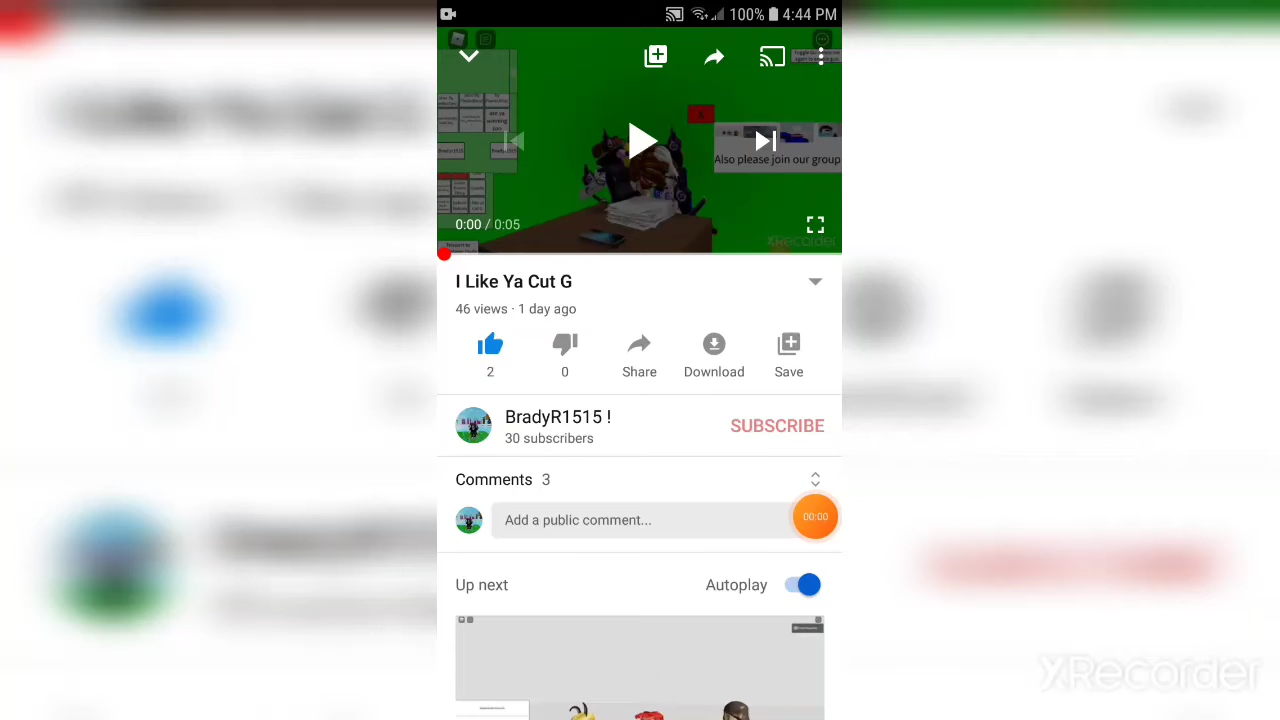 100% 4:44 PM
Also please join our group
0:00 / 0:05
XRecorder
I Like Ya Cut G
46 views · 1 day ago
2 0 Share Download Save
BradyR1515 !
30 subscribers
SUBSCRIBE
Comments 3
Add a public comment...
00:00
Up next Autoplay
XRecorder